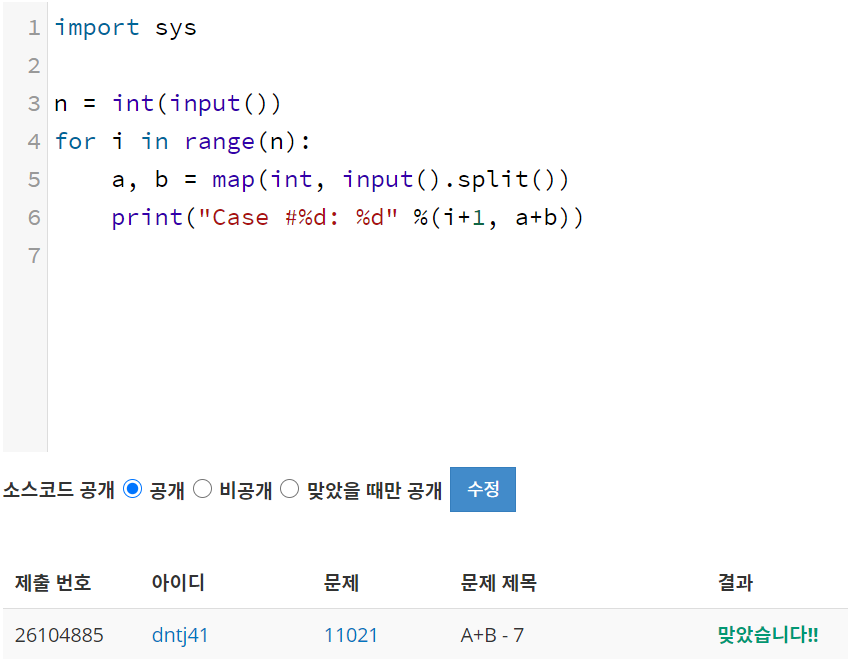 1 import sys
2
3 n = int(input())
4 for i in range(n):
5     a, b = map(int, input().split())
6     print("Case #%d: %d" %(i+1, a+b))
7
소스코드 공개 공개 비공개 맞았을 때만 공개 수정
제출 번호 아이디 문제 문제 제목 결과
26104885 dntj41 11021 A+B - 7 맞았습니다!!